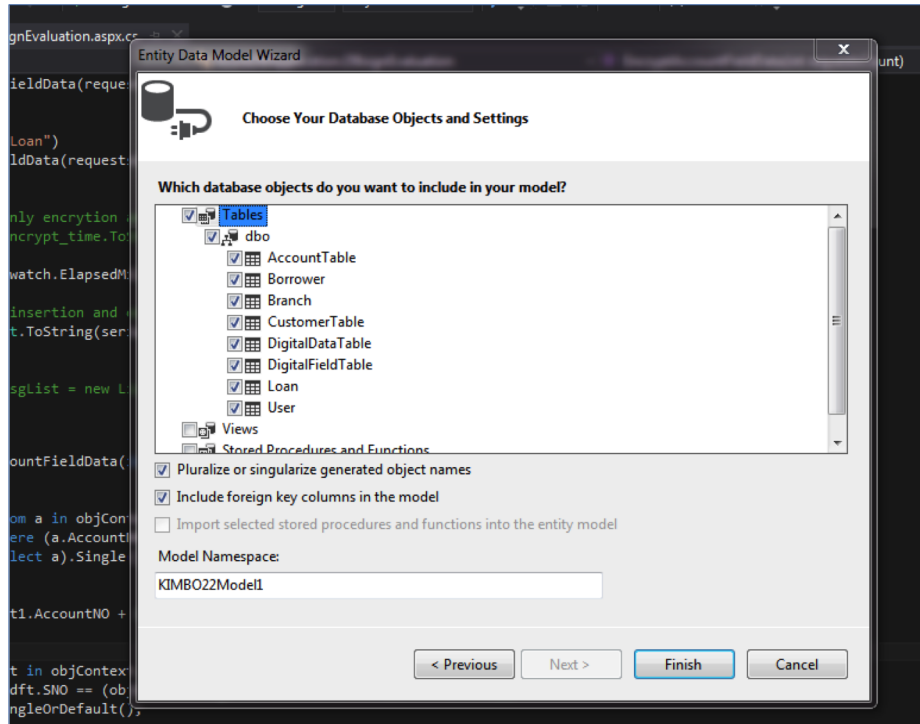 gnEvaluation.aspx.cs
Entity Data Model Wizard
unt)
ieldData(reque
Choose Your Database Objects and Settings
Loan")
ldData(request
Which database objects do you want to include in your model?
Tables
nly encrytion
dbo
ncrypt_time.To
AccountTable
watch.ElapsedM
Borrower
Branch
insertion and
CustomerTable
t.ToString(ser
DigitalDataTable
DigitalFieldTable
sgList = new L
Loan
User
Views
Stored Procedures and Functions
ountFieldData(
Pluralize or singularize generated object names
Include foreign key columns in the model
om a in objCon
Import selected stored procedures and functions into the entity model
ere (a.Account
lect a).Single
Model Namespace:
KIMBO22Model1
t1.AccountNO +
< Previous
Next >
Finish
Cancel
t in objContex
dft.SNO == (ob
ngleOrDefault();